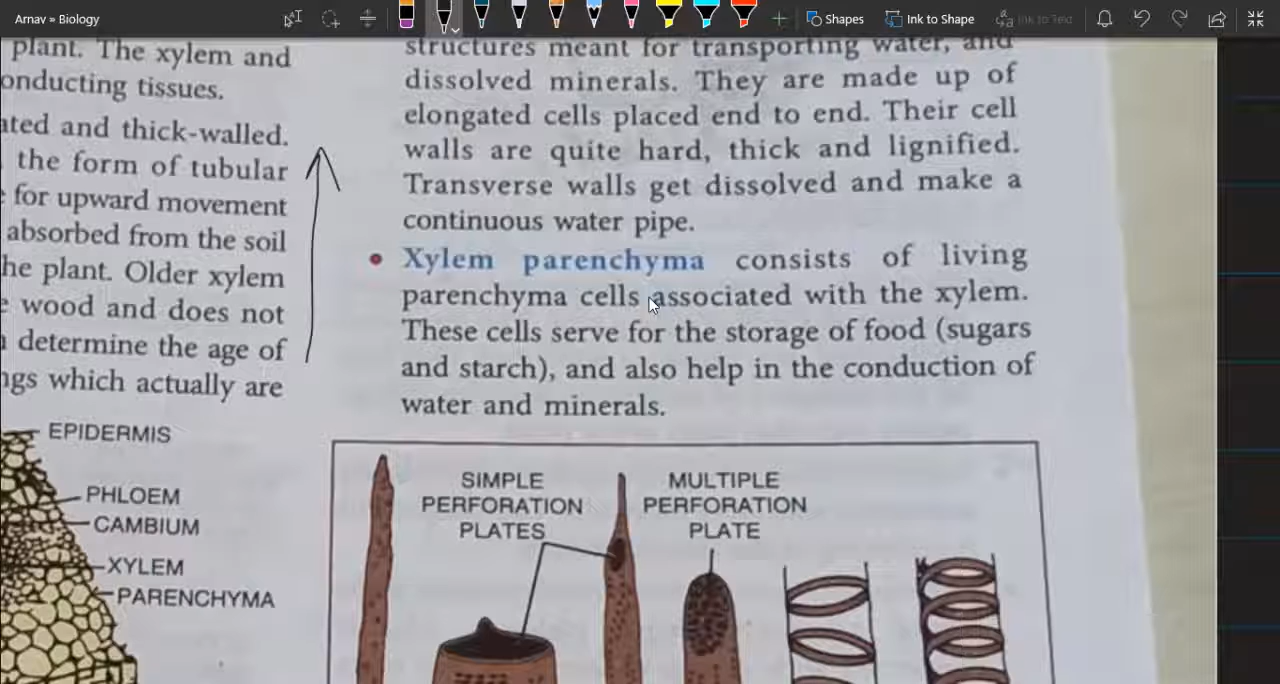 Arnav » Biology
Shapes
Ink to Shape
Ink to Text
plant. The xylem and
onducting tissues.
ated and thick-walled.
the form of tubular
for upward movement
absorbed from the soil
he plant. Older xylem
wood and does not
determine the age of
ngs which actually are
structures meant for transporting water, and
dissolved minerals. They are made up of
elongated cells placed end to end. Their cell
walls are quite hard, thick and lignified.
Transverse walls get dissolved and make a
continuous water pipe.
• Xylem parenchyma consists of living
parenchyma cells associated with the xylem.
These cells serve for the storage of food (sugars
and starch), and also help in the conduction of
water and minerals.
EPIDERMIS
PHLOEM
CAMBIUM
XYLEM
PARENCHYMA
SIMPLE
PERFORATION
PLATES
MULTIPLE
PERFORATION
PLATE